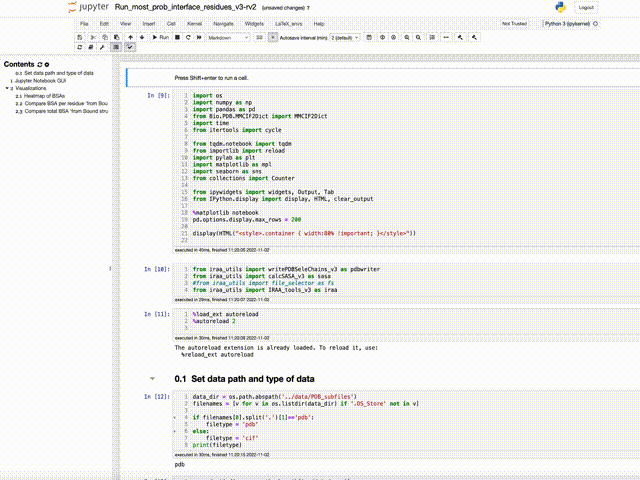 jupyter Run_most_prob_interface_residues_v3-rv2 (unsaved changes) Logout
File Edit View Insert Cell Kernel Navigate Widgets LaTeX_envs Help Not Trusted Python 3 (ipykernel)
Run Markdown Autosave interval (min): 2 (default)
Contents
0.1 Set data path and type of data
1 Jupyter Notebook GUI
2 Visualizations
2.1 Heatmap of BSAs
2.2 Compare BSA per residue 'from Bou
2.3 Compare total BSA 'from Bound stru
Press Shift+enter to run a cell.
In [9]:
1 import os
2 import numpy as np
3 import pandas as pd
4 from Bio.PDB.MMCIF2Dict import MMCIF2Dict
5 import time
6 from itertools import cycle
7
8 from tqdm.notebook import tqdm
9 from importlib import reload
10 import pylab as plt
11 import matplotlib as mpl
12 import seaborn as sns
13 from collections import Counter
14
15 from ipywidgets import widgets, Output, Tab
16 from IPython.display import display, HTML, clear_output
17
18 %matplotlib notebook
19 pd.options.display.max_rows = 200
20
21 display(HTML("<style>.container { width:80% !important; }</style>"))
22
executed in 40ms, finished 11:20:05 2022-11-02
In [10]:
1 from iraa_utils import writePDBSeleChains_v3 as pdbwriter
2 from iraa_utils import calcSASA_v3 as sasa
3 #from iraa_utils import file_selector as fs
4 from iraa_utils import IRAA_tools_v3 as iraa
executed in 29ms, finished 11:20:07 2022-11-02
In [11]:
1 %load_ext autoreload
2 %autoreload 2
3
executed in 30ms, finished 11:20:08 2022-11-02
The autoreload extension is already loaded. To reload it, use:
%reload_ext autoreload
0.1 Set data path and type of data
In [12]:
1 data_dir = os.path.abspath('../data/PDB_subfiles')
2 filenames = [v for v in os.listdir(data_dir) if '.DS_Store' not in v]
3
4 if filenames[0].split('.')[1]=='pdb':
5 filetype = 'pdb'
6 else:
7 filetype = 'cif'
8 print(filetype)
executed in 30ms, finished 11:20:15 2022-11-02
pdb